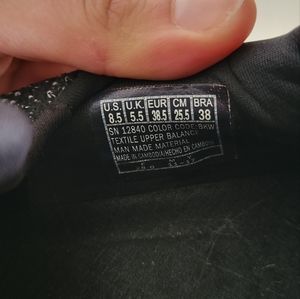 U.S. U.K. EUR CM BRA
8.5 5.5 38.5 25.5 38
SN 12840 COLOR CODE: BKW
TEXTILE UPPER BALANCE
MAN MADE MATERIAL
MADE IN CAMBODIA/HECHO EN CAMBOYA